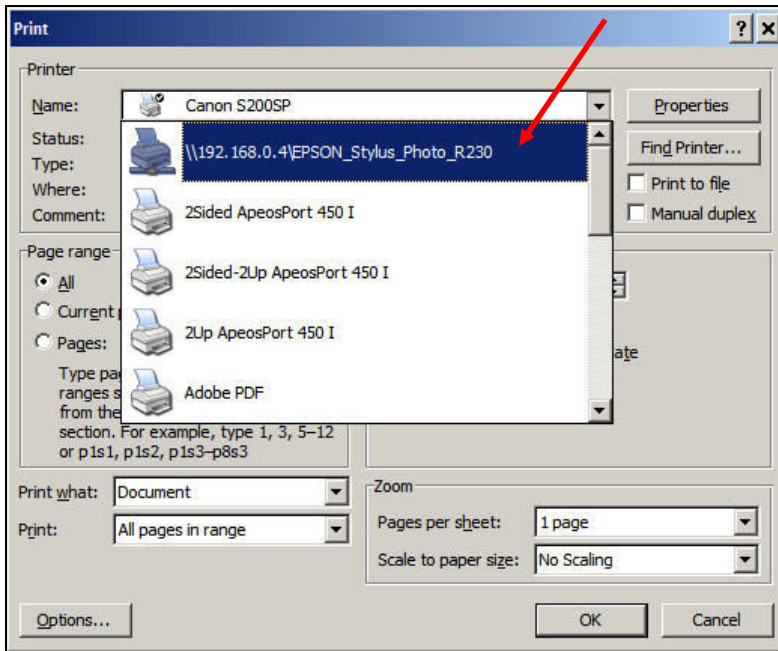 Print
Printer
Name: Canon S200SP
Properties
Status:
Type:
Where:
Comment:
\\192.168.0.4\EPSON_Stylus_Photo_R230
2Sided ApeosPort 450 I
2Sided-2Up ApeosPort 450 I
2Up ApeosPort 450 I
Adobe PDF
Find Printer...
Print to file
Manual duplex
Page range
All
Current
Pages:
Type
ranges
from the
section. For example, type 1, 3, 5–12
or p1s1, p1s2, p1s3–p8s3
Print what: Document
Print: All pages in range
Zoom
Pages per sheet: 1 page
Scale to paper size: No Scaling
Options...
OK
Cancel